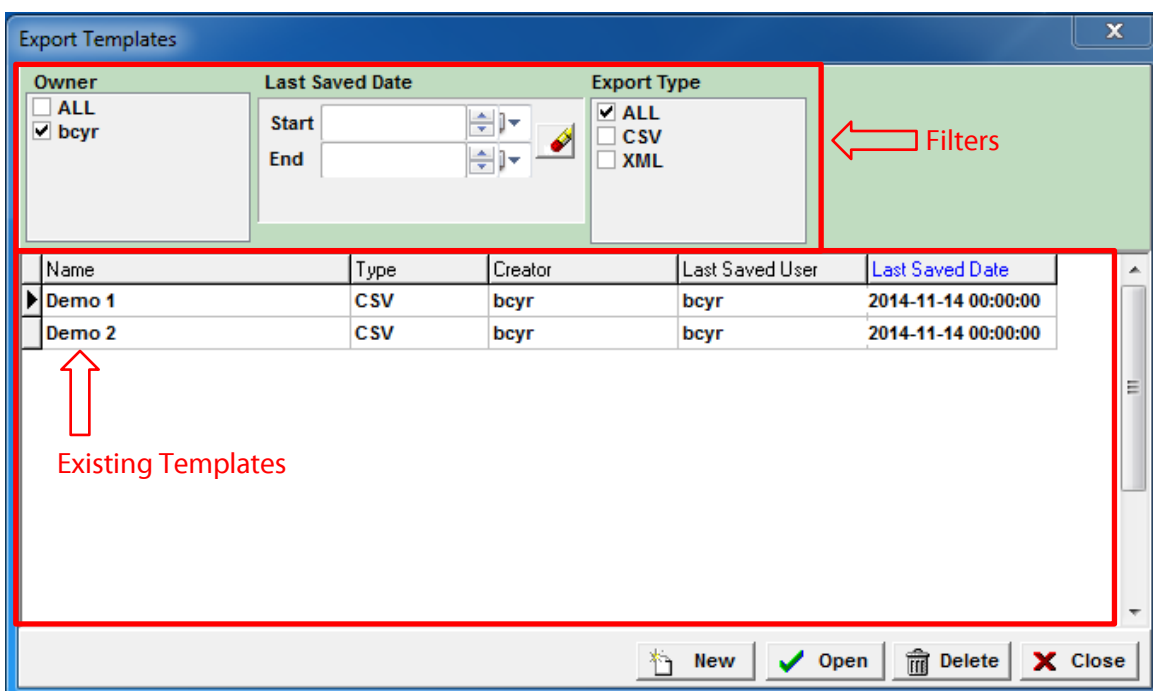 Export Templates
x
Owner
ALL
bcyr
Last Saved Date
Start
End
Export Type
ALL
CSV
XML
Filters
Name Type Creator Last Saved User Last Saved Date
Demo 1 CSV bcyr bcyr 2014-11-14 00:00:00
Demo 2 CSV bcyr bcyr 2014-11-14 00:00:00
Existing Templates
New Open Delete Close